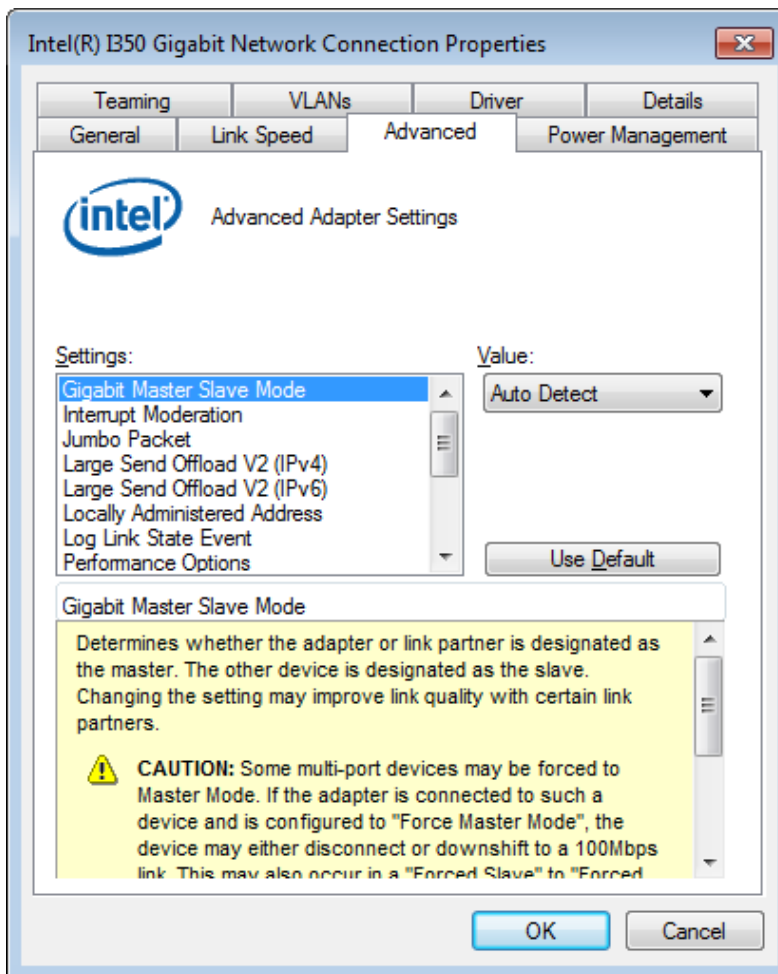 Intel(R) I350 Gigabit Network Connection Properties
Teaming VLANs Driver Details
General Link Speed Advanced Power Management
intel
Advanced Adapter Settings
Settings:
Value:
Gigabit Master Slave Mode
Interrupt Moderation
Jumbo Packet
Large Send Offload V2 (IPv4)
Large Send Offload V2 (IPv6)
Locally Administered Address
Log Link State Event
Performance Options
Auto Detect
Use Default
Gigabit Master Slave Mode
Determines whether the adapter or link partner is designated as
the master. The other device is designated as the slave.
Changing the setting may improve link quality with certain link
partners.
CAUTION: Some multi-port devices may be forced to
Master Mode. If the adapter is connected to such a
device and is configured to "Force Master Mode", the
device may either disconnect or downshift to a 100Mbps
link. This may also occur in a "Forced Slave" to "Forced
OK Cancel